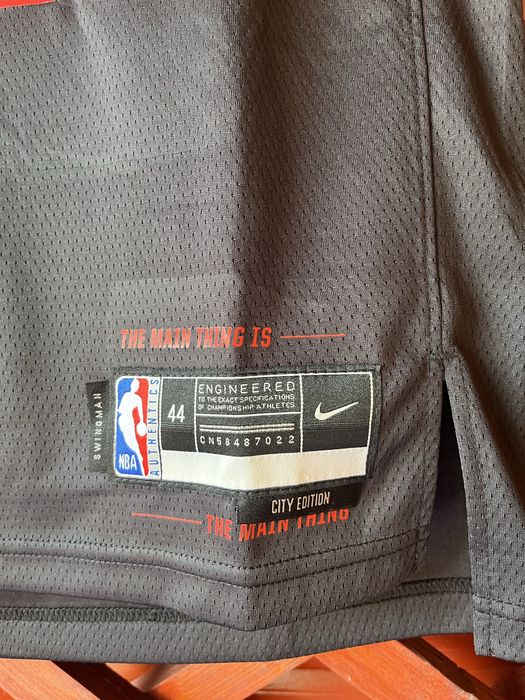 THE MAIN THING IS
SWINGMAN
NBA
AUTHENTICS
44
ENGINEERED
TO THE EXACT SPECIFICATIONS
OF CHAMPIONSHIP ATHLETES
CN58487022
CITY EDITION
THE MAIN THING